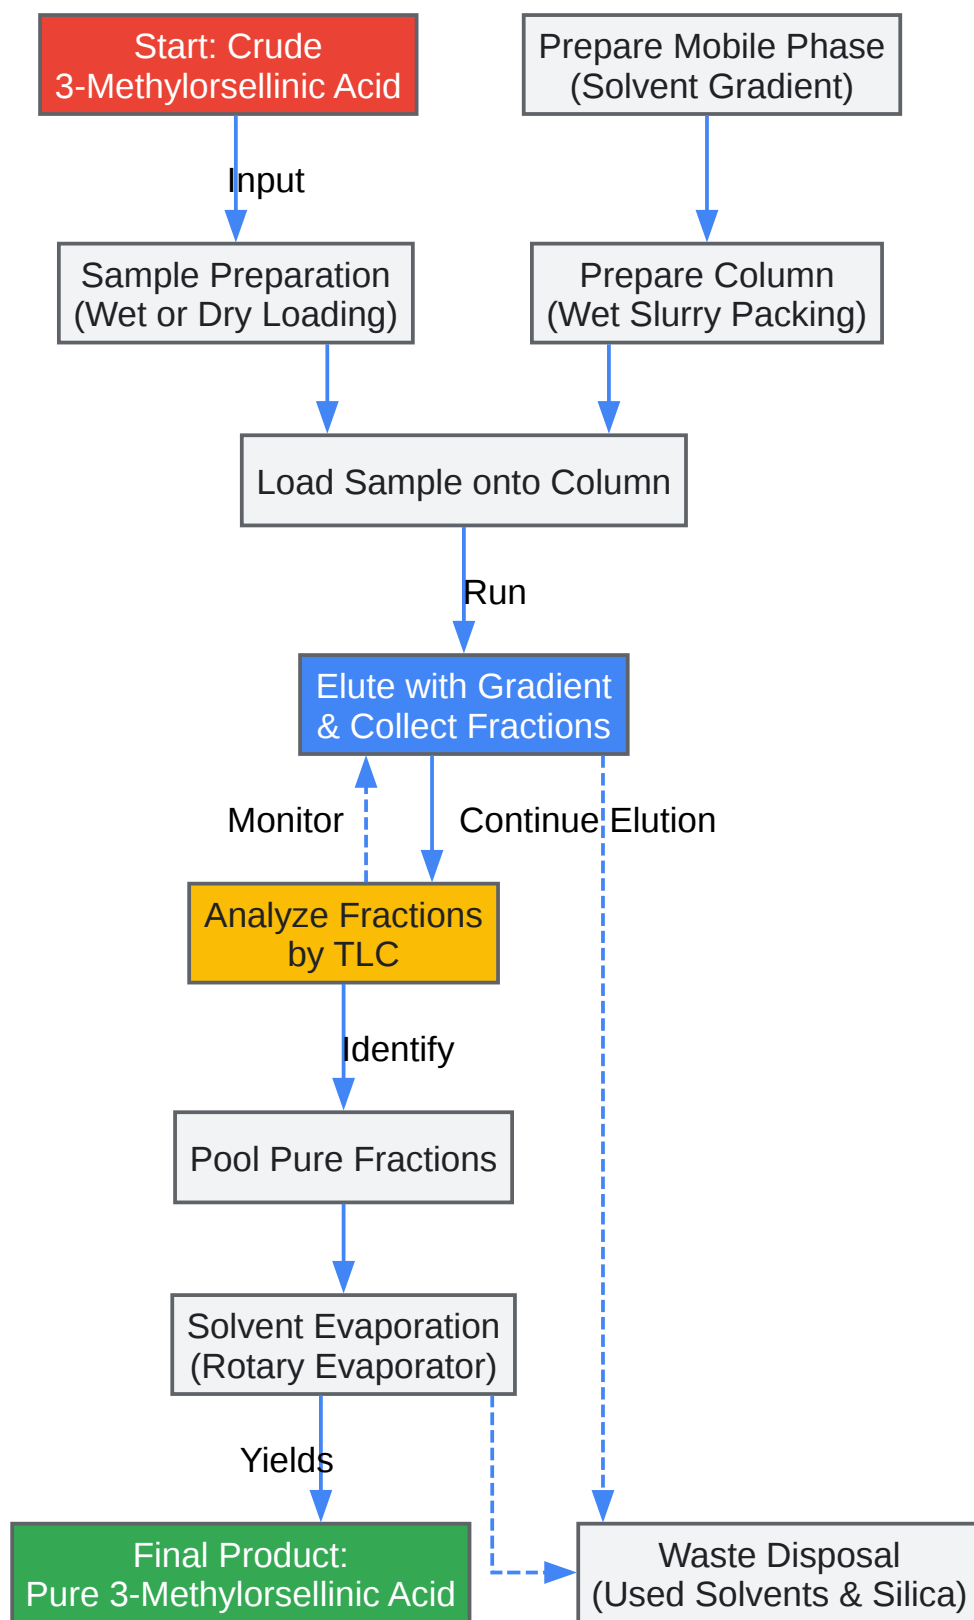 Start: Crude
3-Methylorsellinic Acid
Prepare Mobile Phase
(Solvent Gradient)
Input
Sample Preparation
(Wet or Dry Loading)
Prepare Column
(Wet Slurry Packing)
Load Sample onto Column
Run
Elute with Gradient
& Collect Fractions
Monitor
Continue Elution
Analyze Fractions
by TLC
Identify
Pool Pure Fractions
Solvent Evaporation
(Rotary Evaporator)
Yields
Final Product:
Pure 3-Methylorsellinic Acid
Waste Disposal
(Used Solvents & Silica)